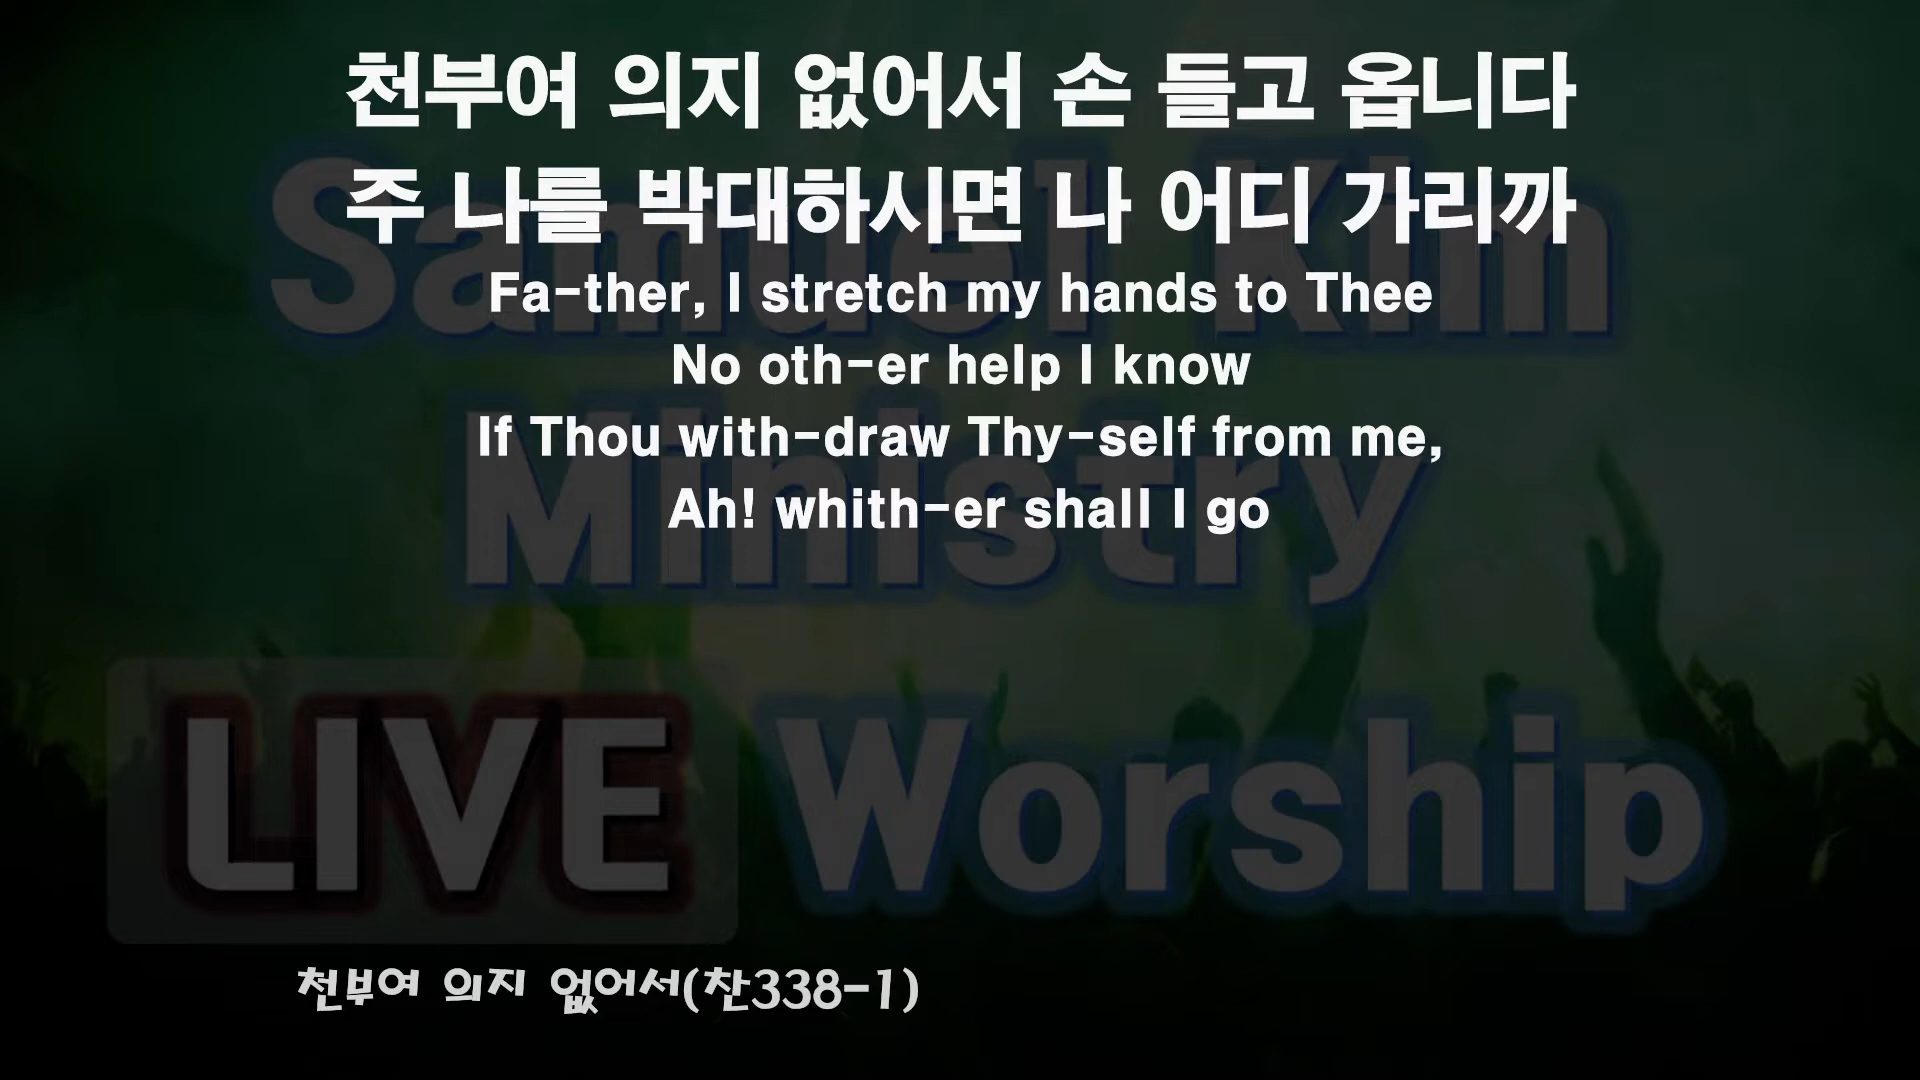 천부여 의지 없어서 손 들고 옵니다
주 나를 박대하시면 나 어디 가리까
Fa-ther, I stretch my hands to Thee
No oth-er help I know
If Thou with-draw Thy-self from me,
Ah! whith-er shall I go
Samuel Kim
Ministry
LIVE Worship
천부여 의지 없어서(찬338-1)